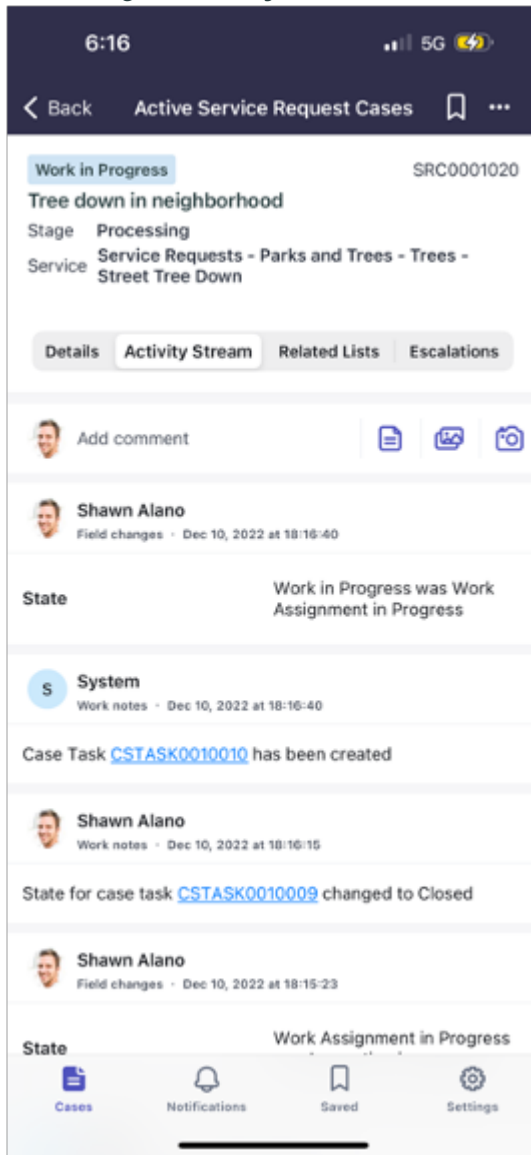 6:16
5G
Back
Active Service Request Cases
Work in Progress
SRC0001020
Tree down in neighborhood
Stage Processing
Service Service Requests - Parks and Trees - Trees -
Street Tree Down
Details Activity Stream Related Lists Escalations
Add comment
Shawn Alano
Field changes · Dec 10, 2022 at 18:16:40
State
Work in Progress was Work
Assignment in Progress
S
System
Work notes · Dec 10, 2022 at 18:16:40
Case Task CSTASK0010010 has been created
Shawn Alano
Work notes · Dec 10, 2022 at 18:16:15
State for case task CSTASK0010009 changed to Closed
Shawn Alano
Field changes · Dec 10, 2022 at 18:15:23
State
Work Assignment in Progress
Cases Notifications Saved Settings